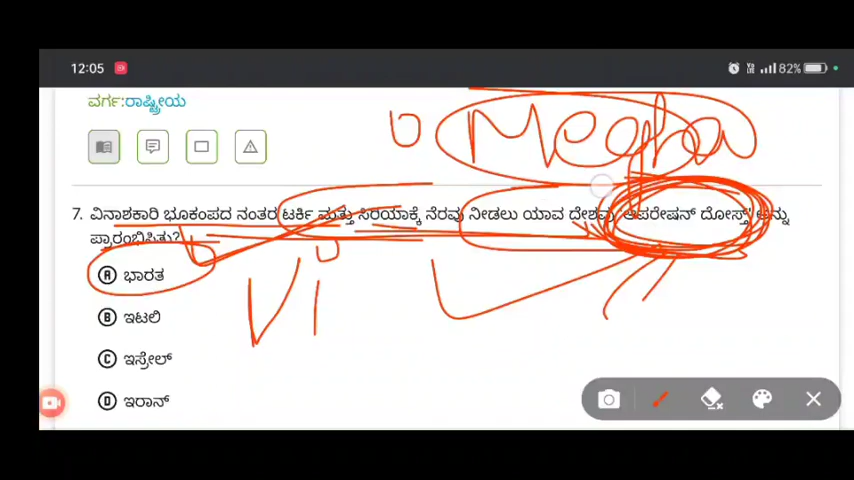 12:05 82%
ವರ್ಗ:ರಾಷ್ಟ್ರೀಯ
O Megha
7. ವಿನಾಶಕಾರಿ ಭೂಕಂಪದ ನಂತರ ಟರ್ಕಿ ಮತ್ತು ಸಿರಿಯಾಕ್ಕೆ ನೆರವು ನೀಡಲು ಯಾವ ದೇಶವು 'ಆಪರೇಷನ್ ದೋಸ್ತ್' ಅನ್ನು
ಪ್ರಾರಂಭಿಸಿತು?
A ಭಾರತ
B ಇಟಲಿ
C ಇಸ್ರೇಲ್
D ಇರಾನ್